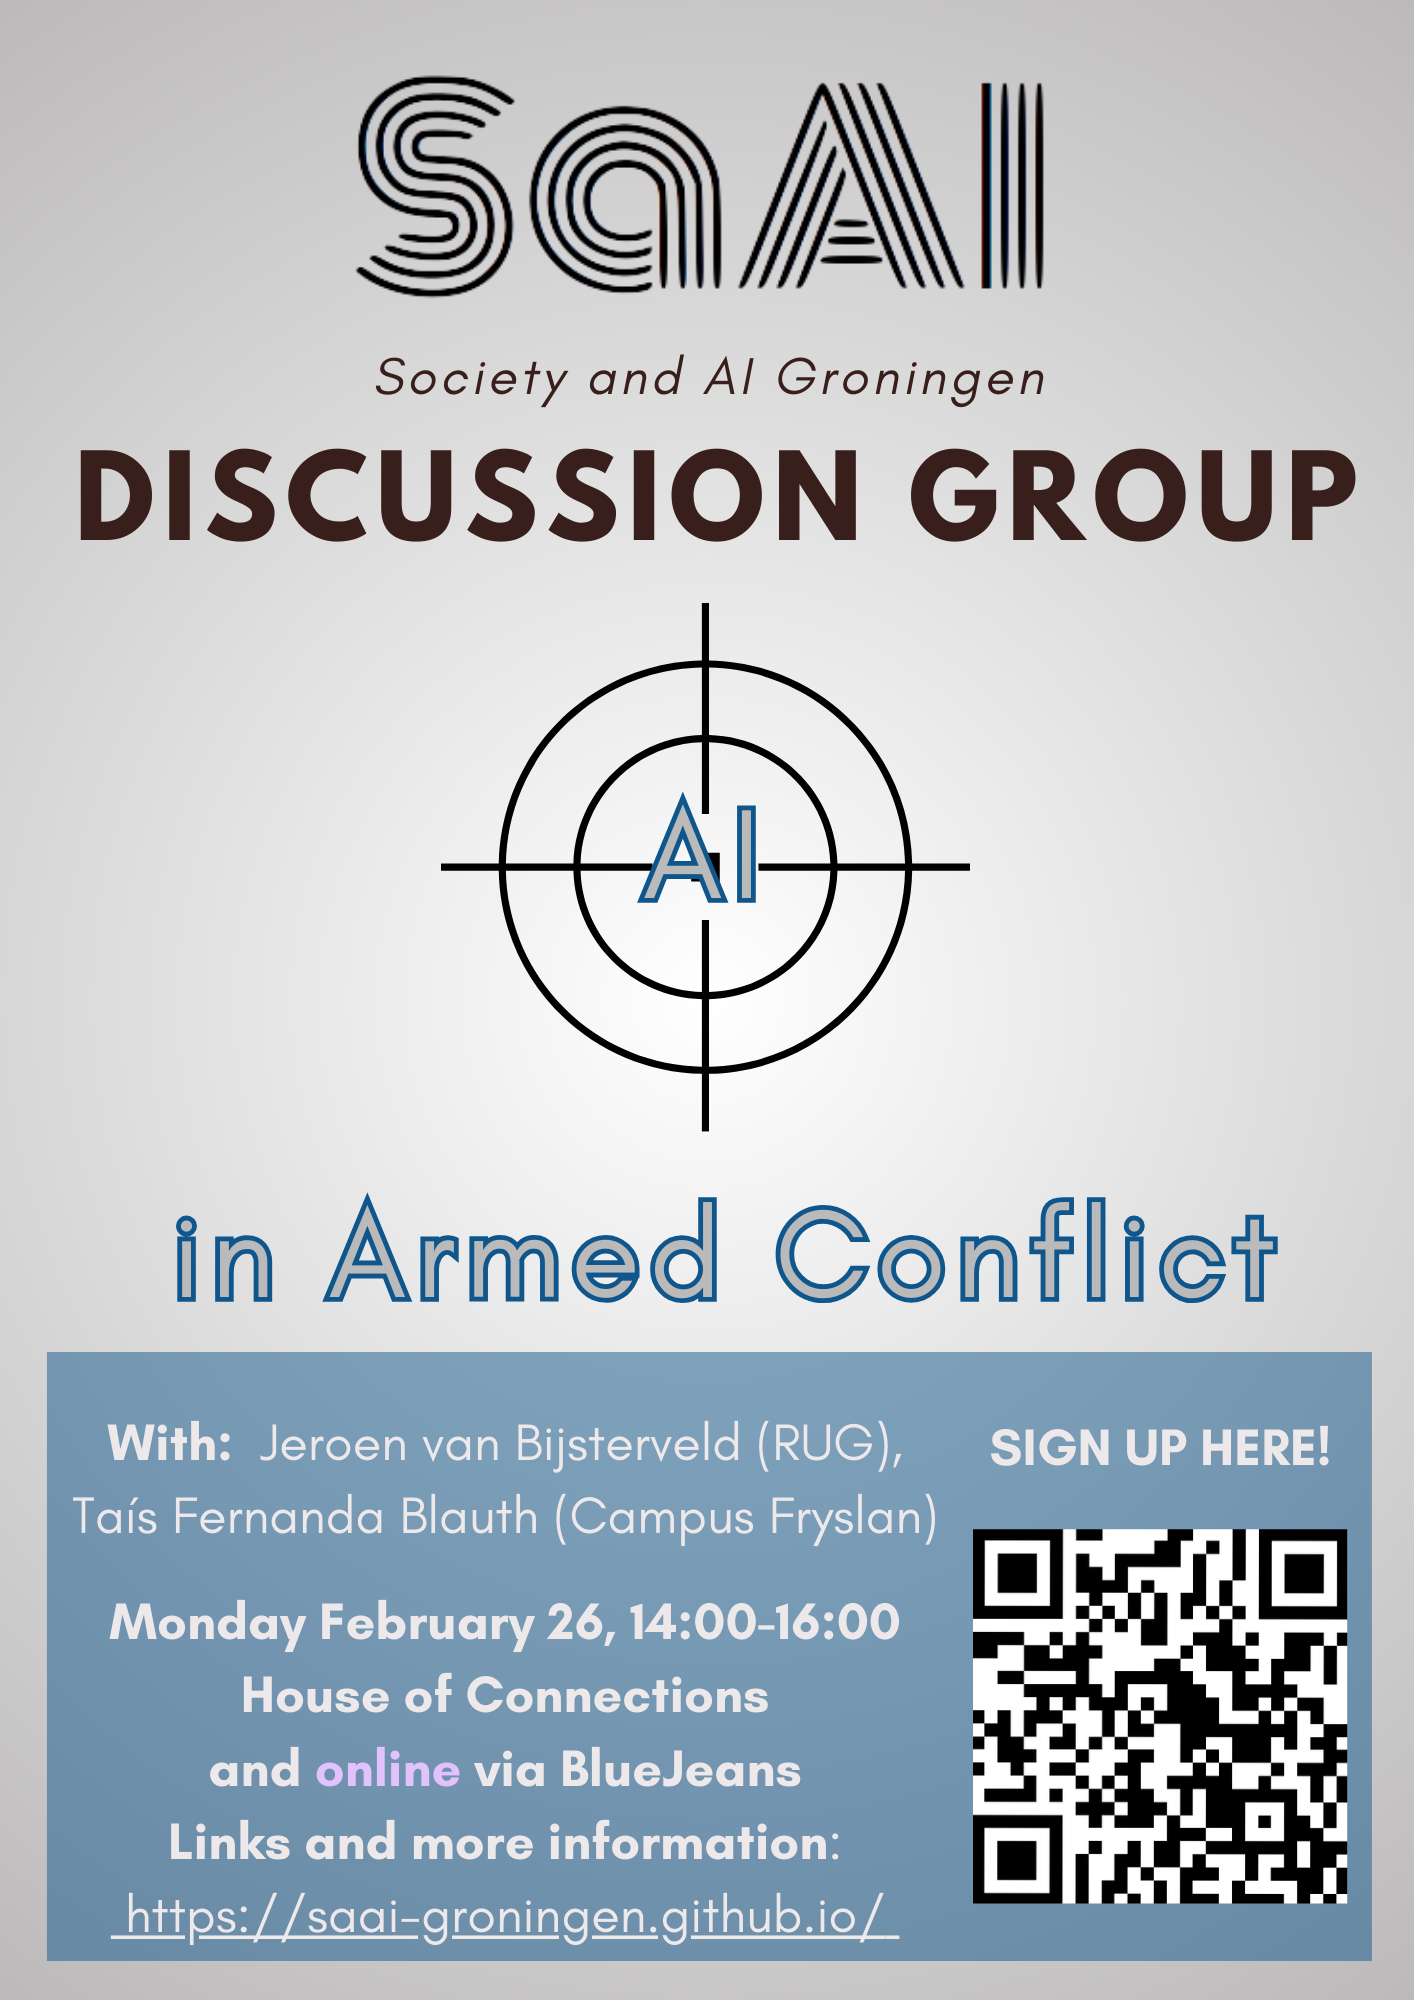 SaAI
Society and AI Groningen
DISCUSSION GROUP
AI
in Armed Conflict
With:  Jeroen van Bijsterveld (RUG),
Taís Fernanda Blauth (Campus Fryslan)
SIGN UP HERE!
Monday February 26, 14:00-16:00
House of Connections
and online via BlueJeans
Links and more information:
https://saai-groningen.github.io/